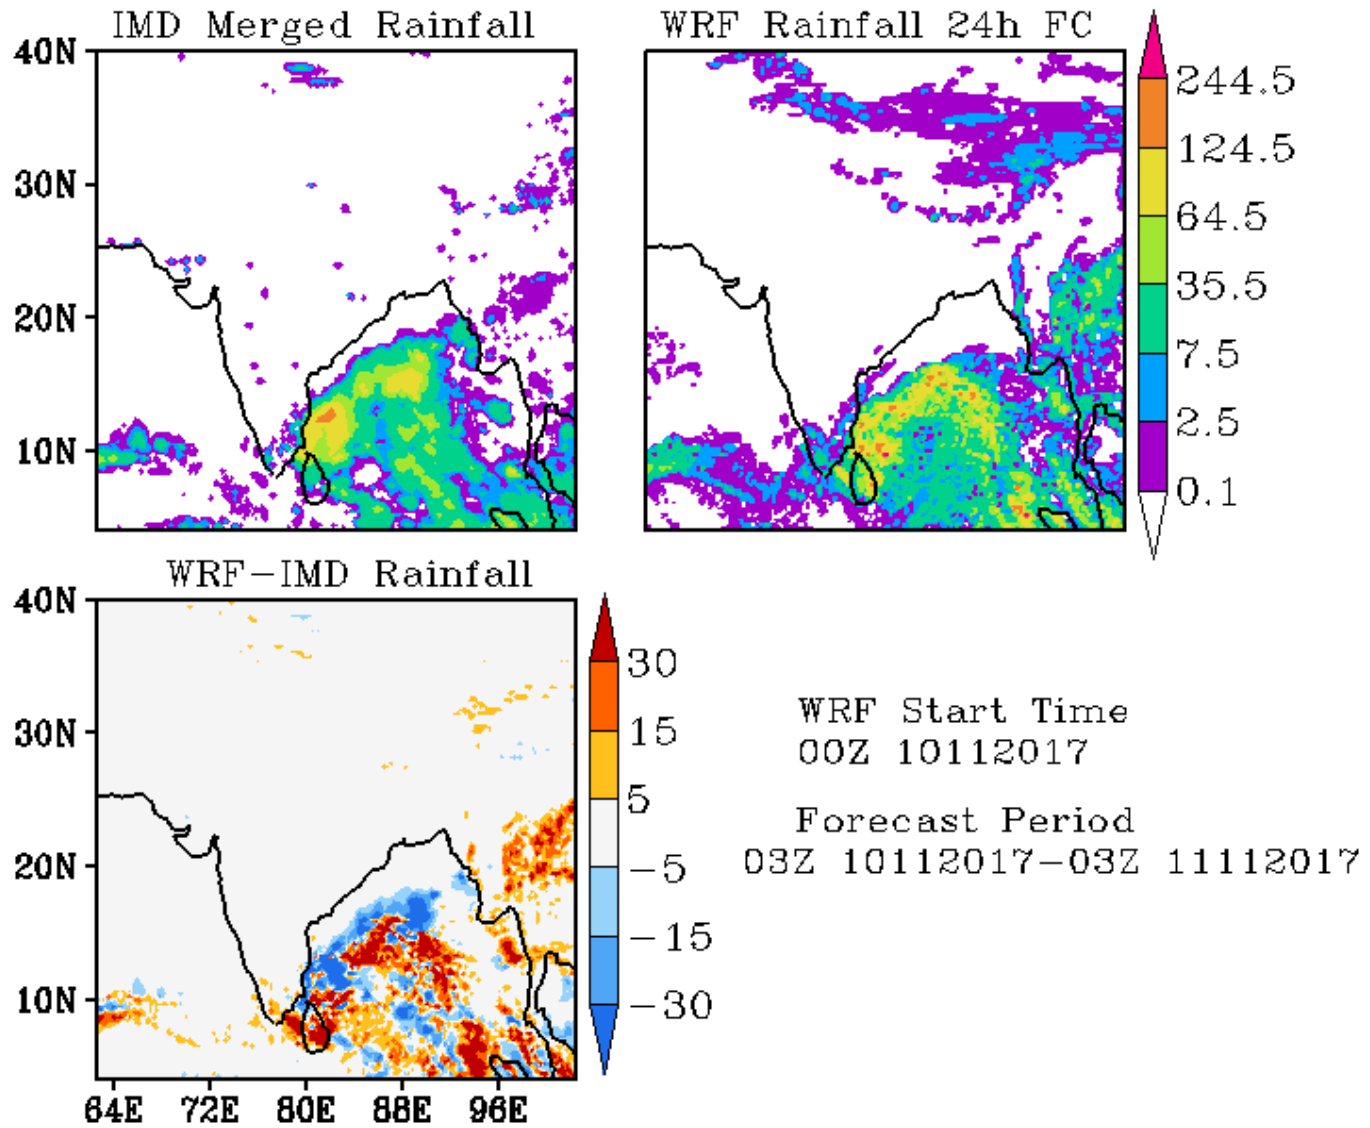 IMD Merged Rainfall
WRF Rainfall 24h FC
40N
30N
20N
10N
244.5
124.5
64.5
35.5
7.5
2.5
0.1
WRF-IMD Rainfall
40N
30N
20N
10N
64E 72E 80E 88E 96E
30
15
5
-5
-15
-30
WRF Start Time
00Z 10112017
Forecast Period
03Z 10112017-03Z 11112017